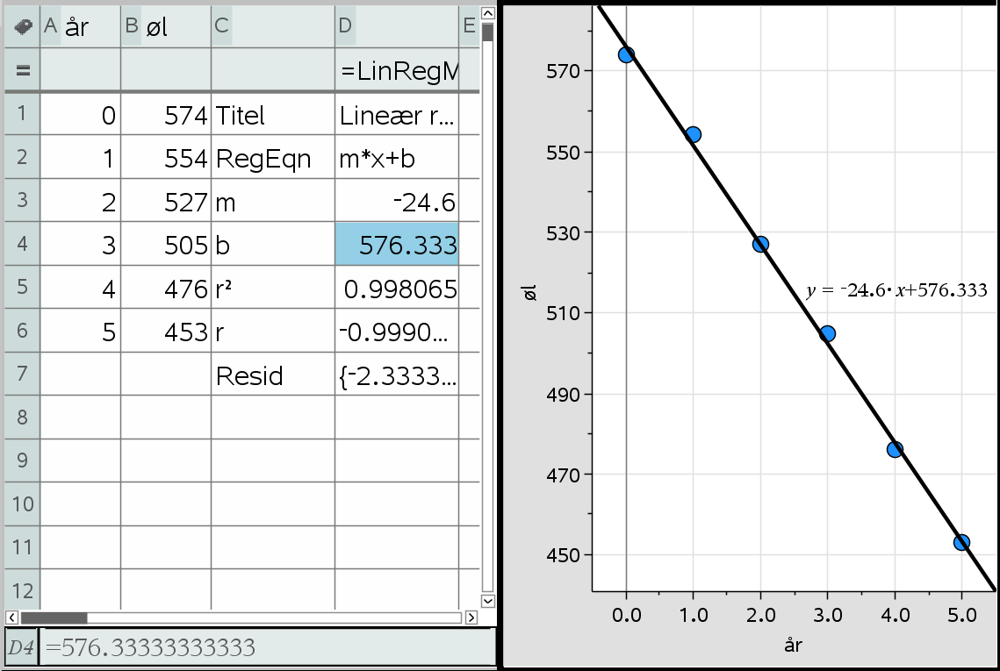 A år B øl C D E
= =LinRegM
1 0 574 Titel Lineær r...
2 1 554 RegEqn m*x+b
3 2 527 m ⁻24.6
4 3 505 b 576.333
5 4 476 r² 0.998065
6 5 453 r ⁻0.9990...
7 Resid {⁻2.3333...
8
9
10
11
12
D4 =576.33333333333
570
550
530
510
490
470
450
øl
y = ⁻24.6·x+576.333
0.0 1.0 2.0 3.0 4.0 5.0
år